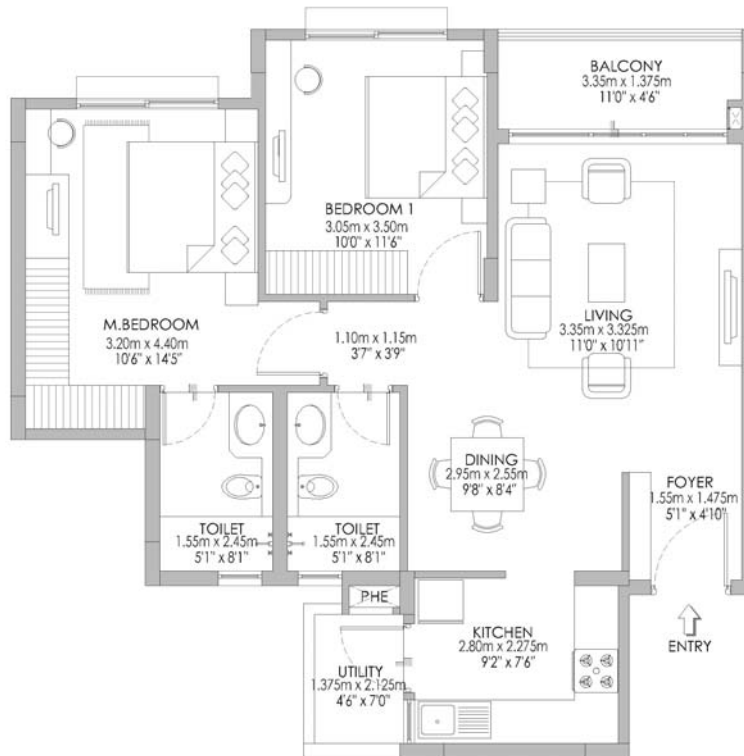 BALCONY
3.35m x 1.375m
11'0" x 4'6"
BEDROOM 1
3.05m x 3.50m
10'0" x 11'6"
M.BEDROOM
3.20m x 4.40m
10'6" x 14'5"
1.10m x 1.15m
3'7" x 3'9"
LIVING
3.35m x 3.325m
11'0" x 10'11"
DINING
2.95m x 2.55m
9'8" x 8'4"
FOYER
1.55m x 1.475m
5'1" x 4'10"
TOILET
1.55m x 2.45m
5'1" x 8'1"
TOILET
1.55m x 2.45m
5'1" x 8'1"
PHE
KITCHEN
2.80m x 2.275m
9'2" x 7'6"
ENTRY
UTILITY
1.375m x 2.125m
4'6" x 7'0"